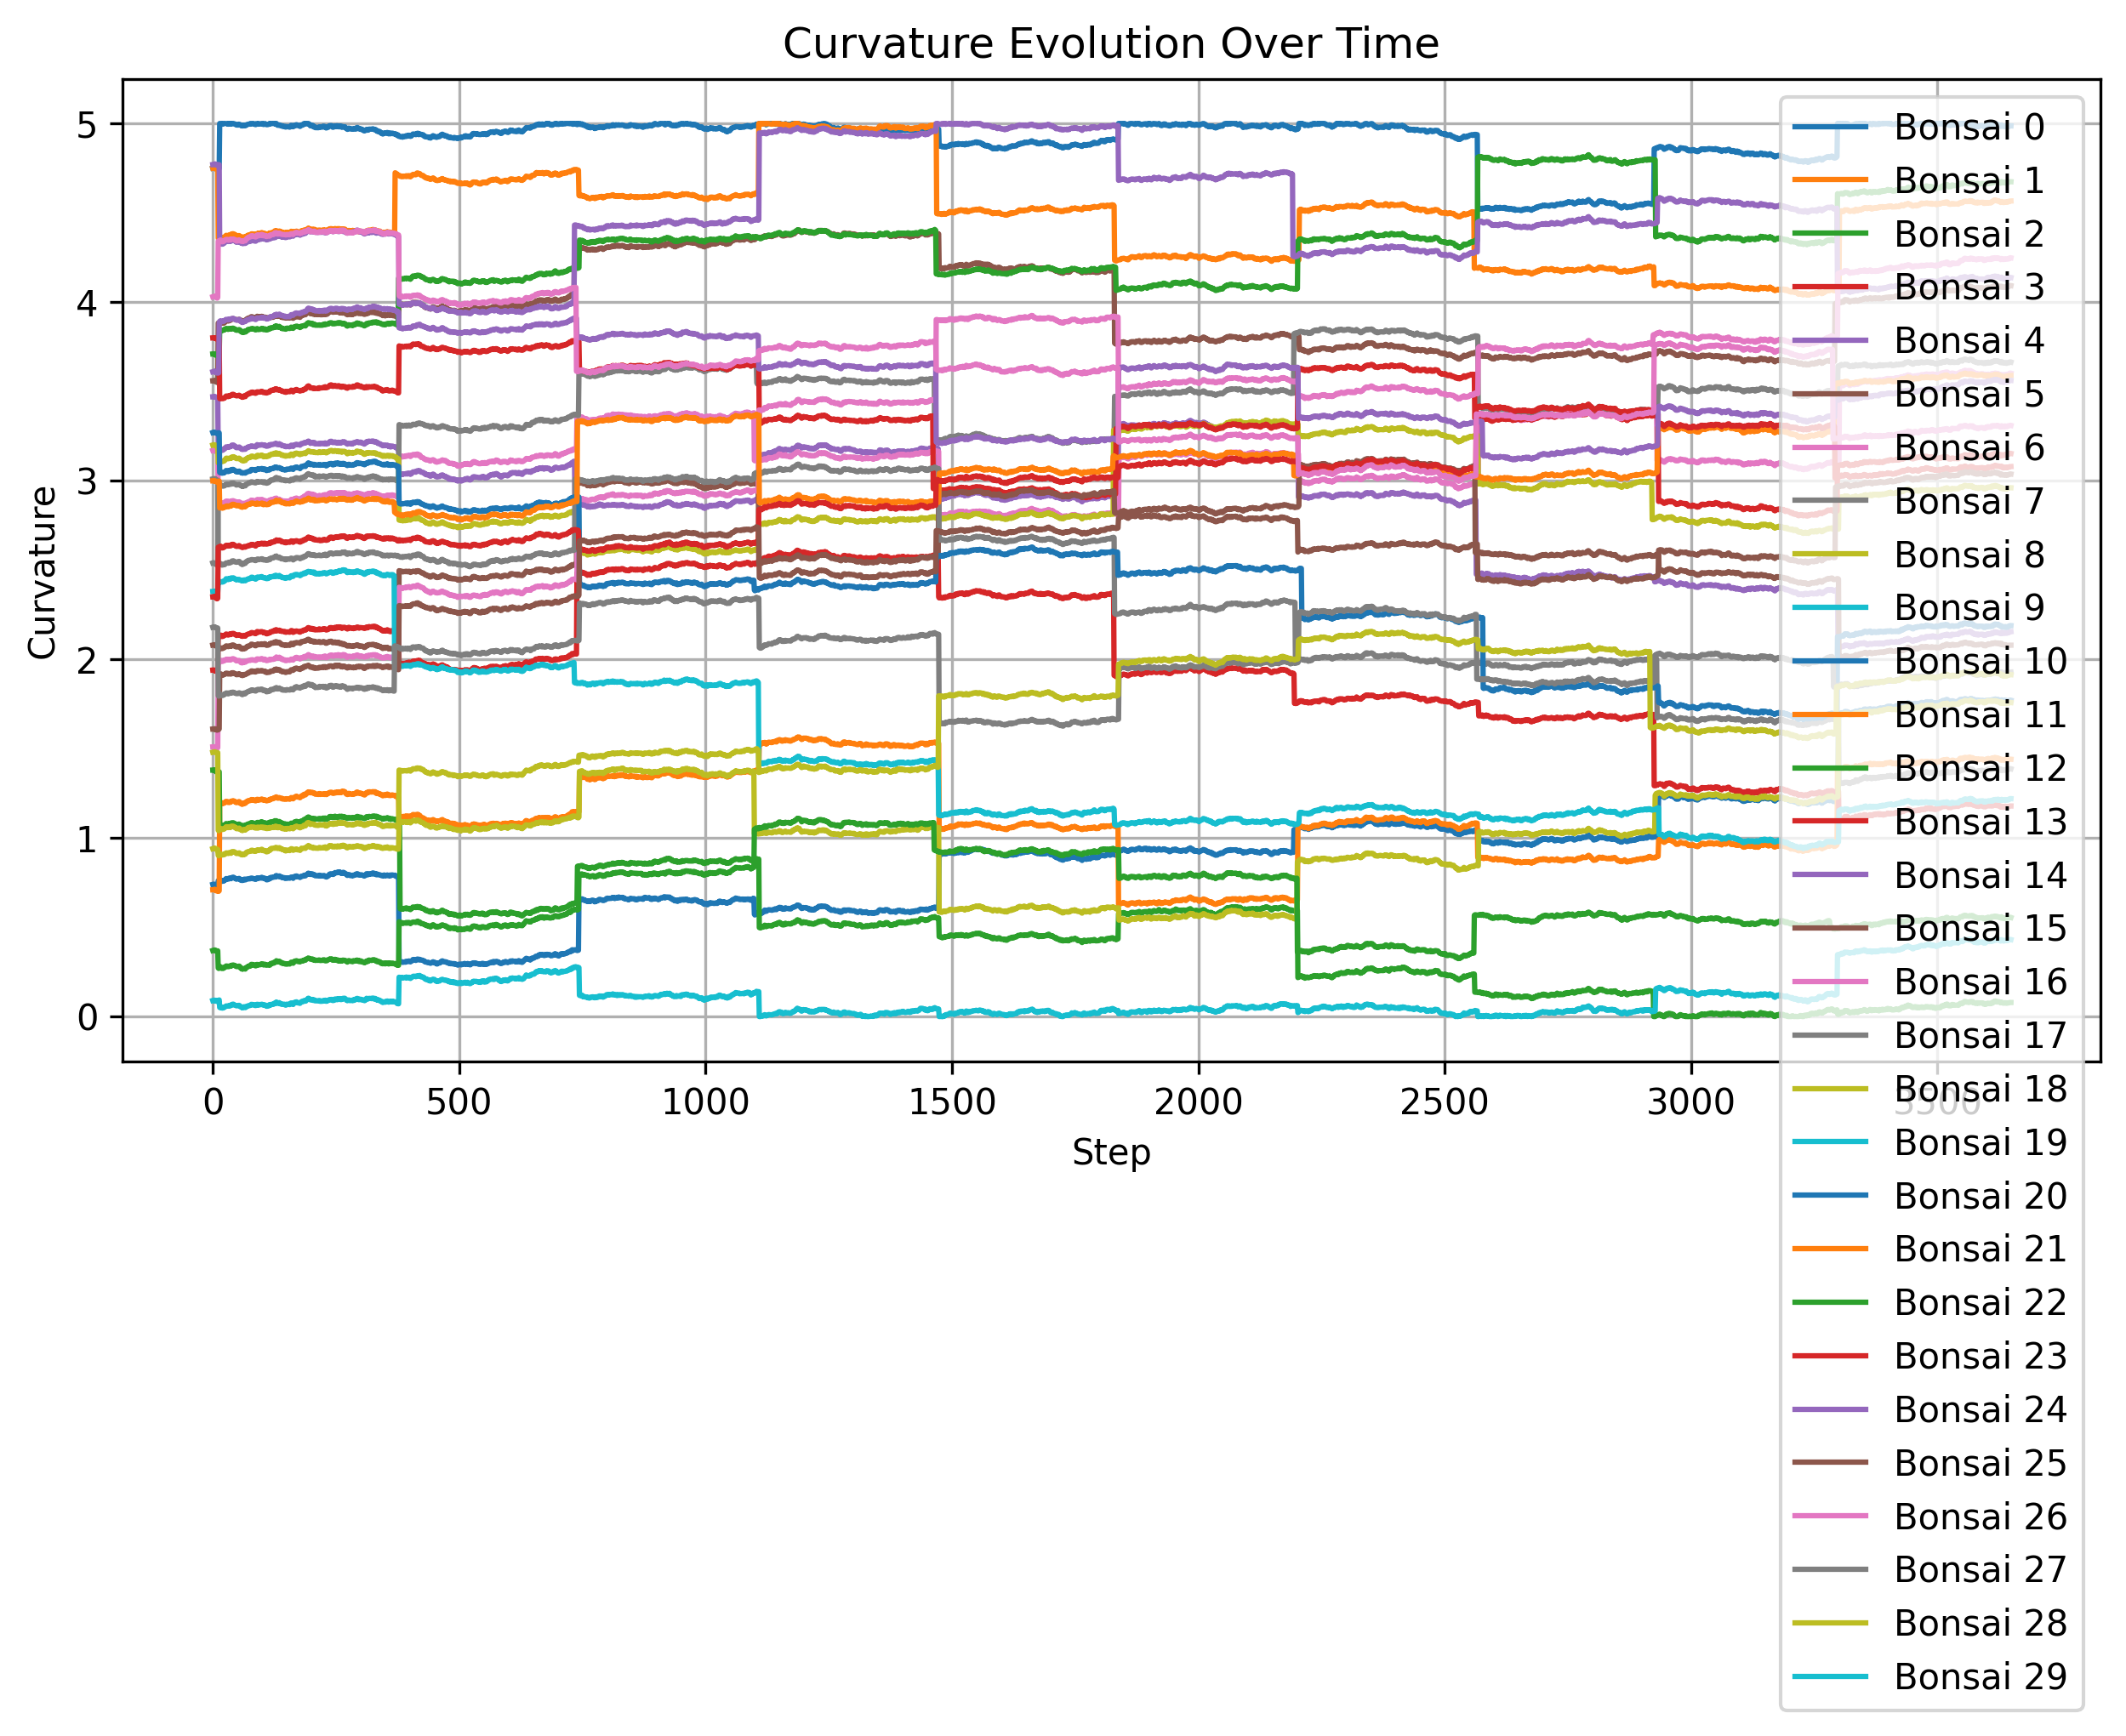 Curvature Evolution Over Time
Curvature
5
4
3
2
1
0
0
500
1000
1500
2000
2500
3000
3500
Step
Bonsai 0
Bonsai 1
Bonsai 2
Bonsai 3
Bonsai 4
Bonsai 5
Bonsai 6
Bonsai 7
Bonsai 8
Bonsai 9
Bonsai 10
Bonsai 11
Bonsai 12
Bonsai 13
Bonsai 14
Bonsai 15
Bonsai 16
Bonsai 17
Bonsai 18
Bonsai 19
Bonsai 20
Bonsai 21
Bonsai 22
Bonsai 23
Bonsai 24
Bonsai 25
Bonsai 26
Bonsai 27
Bonsai 28
Bonsai 29